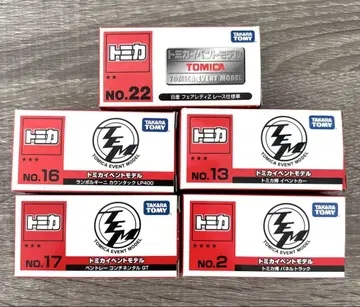 トミカ
TAKARA TOMY
トミカイベントモデル
TOMICA
TOMICA EVENT MODEL
NO.22
日産 フェアレディZ レース仕様車
トミカ
TAKARA TOMY
TEM
TOMICA EVENT MODEL
NO.16
トミカイベントモデル
ランボルギーニ カウンタック LP400
トミカ
TAKARA TOMY
TEM
TOMICA EVENT MODEL
NO.13
トミカイベントモデル
トミカ博 イベントカー
トミカ
TAKARA TOMY
TEM
TOMICA EVENT MODEL
NO.17
トミカイベントモデル
ベントレー コンチネンタル GT
トミカ
TAKARA TOMY
TEM
TOMICA EVENT MODEL
NO.2
トミカイベントモデル
トミカ博 パネルトラック